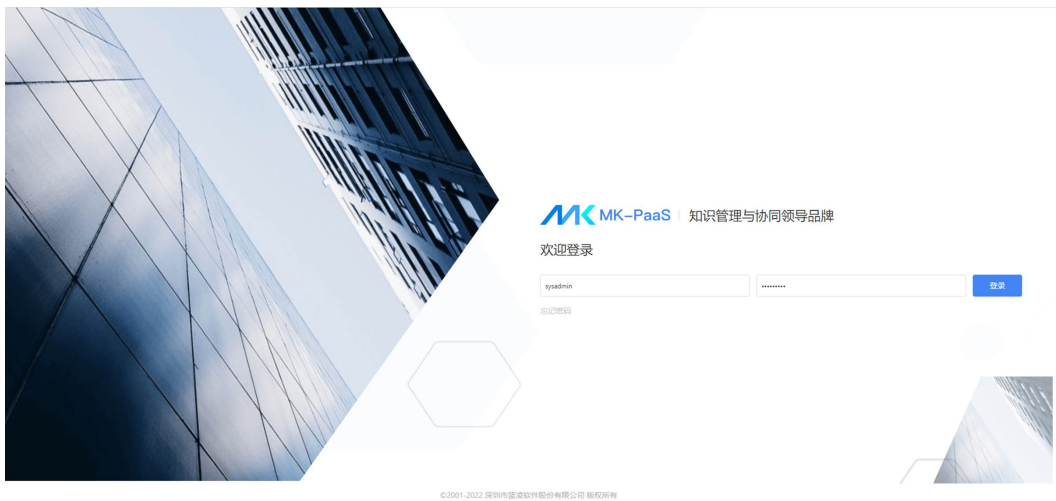 MK-PaaS 知识管理与协同领导品牌
欢迎登录
sysadmin ••••••••• 登录
忘记密码
©2001-2022 深圳市蓝凌软件股份有限公司 版权所有